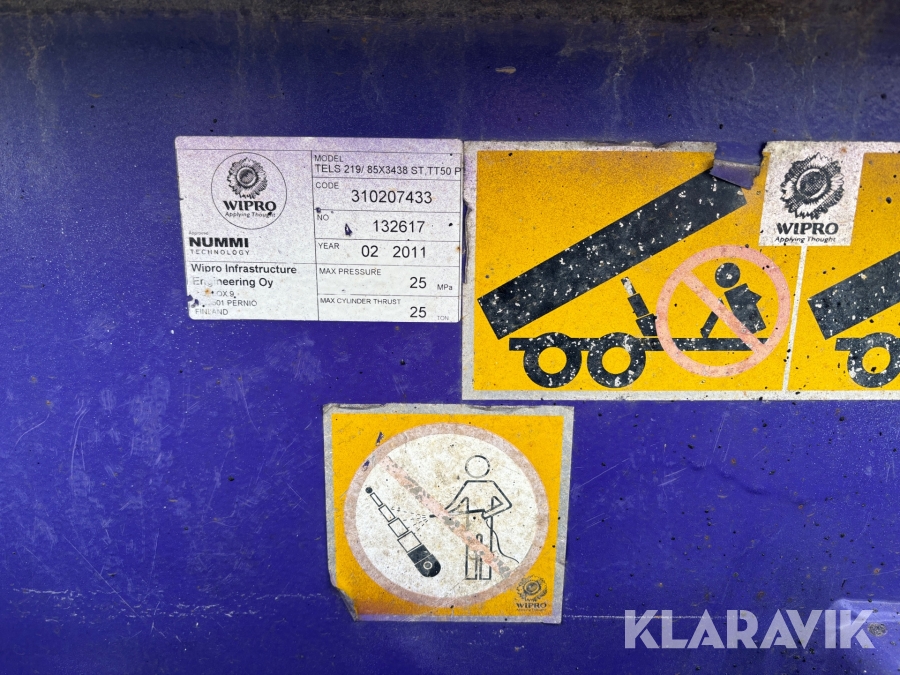 WIPRO
Applying Thought
NUMMI
TECHNOLOGY
Wipro Infrastructure
Engineering Oy
PERNIÖ
FINLAND
MODEL
TELS 219/ 85X3438 ST,TT50 P
CODE
310207433
NO
132617
YEAR
02 2011
MAX PRESSURE
25 MPa
MAX CYLINDER THRUST
25 TON
WIPRO
Applying Thought
WIPRO
KLARAVIK